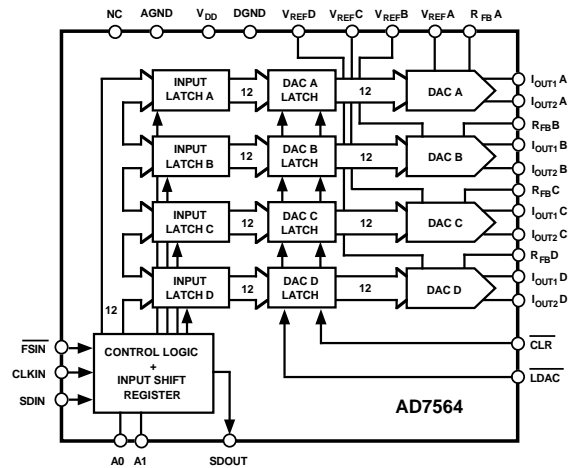 NC AGND VDD DGND VREFD VREFC VREFB VREFA RFBA
INPUT LATCH A
12
DAC A LATCH
12
DAC A
IOUT1A
IOUT2A
RFBB
INPUT LATCH B
12
DAC B LATCH
12
DAC B
IOUT1B
IOUT2B
RFBC
INPUT LATCH C
12
DAC C LATCH
12
DAC C
IOUT1C
IOUT2C
RFBD
INPUT LATCH D
12
DAC D LATCH
12
DAC D
IOUT1D
IOUT2D
12
FSIN
CLKIN
SDIN
CONTROL LOGIC
+
INPUT SHIFT
REGISTER
CLR
LDAC
AD7564
A0 A1 SDOUT